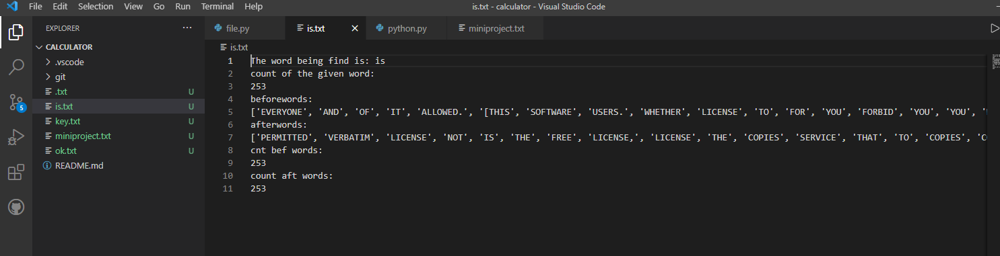 File Edit Selection View Go Run Terminal Help
is.txt - calculator - Visual Studio Code
EXPLORER
CALCULATOR
.vscode
git
.txt U
is.txt U
key.txt U
miniproject.txt U
ok.txt U
README.md
5
file.py is.txt python.py miniproject.txt
is.txt
1 The word being find is: is
2 count of the given word:
3 253
4 beforewords:
5 ['EVERYONE', 'AND', 'OF', 'IT', 'ALLOWED.', '[THIS', 'SOFTWARE', 'USERS.', 'WHETHER', 'LICENSE', 'TO', 'FOR', 'YOU', 'FORBID', 'YOU', 'YOU', '
6 afterwords:
7 ['PERMITTED', 'VERBATIM', 'LICENSE', 'NOT', 'IS', 'THE', 'FREE', 'LICENSE,', 'LICENSE', 'THE', 'COPIES', 'SERVICE', 'THAT', 'TO', 'COPIES', '
8 cnt bef words:
9 253
10 count aft words:
11 253